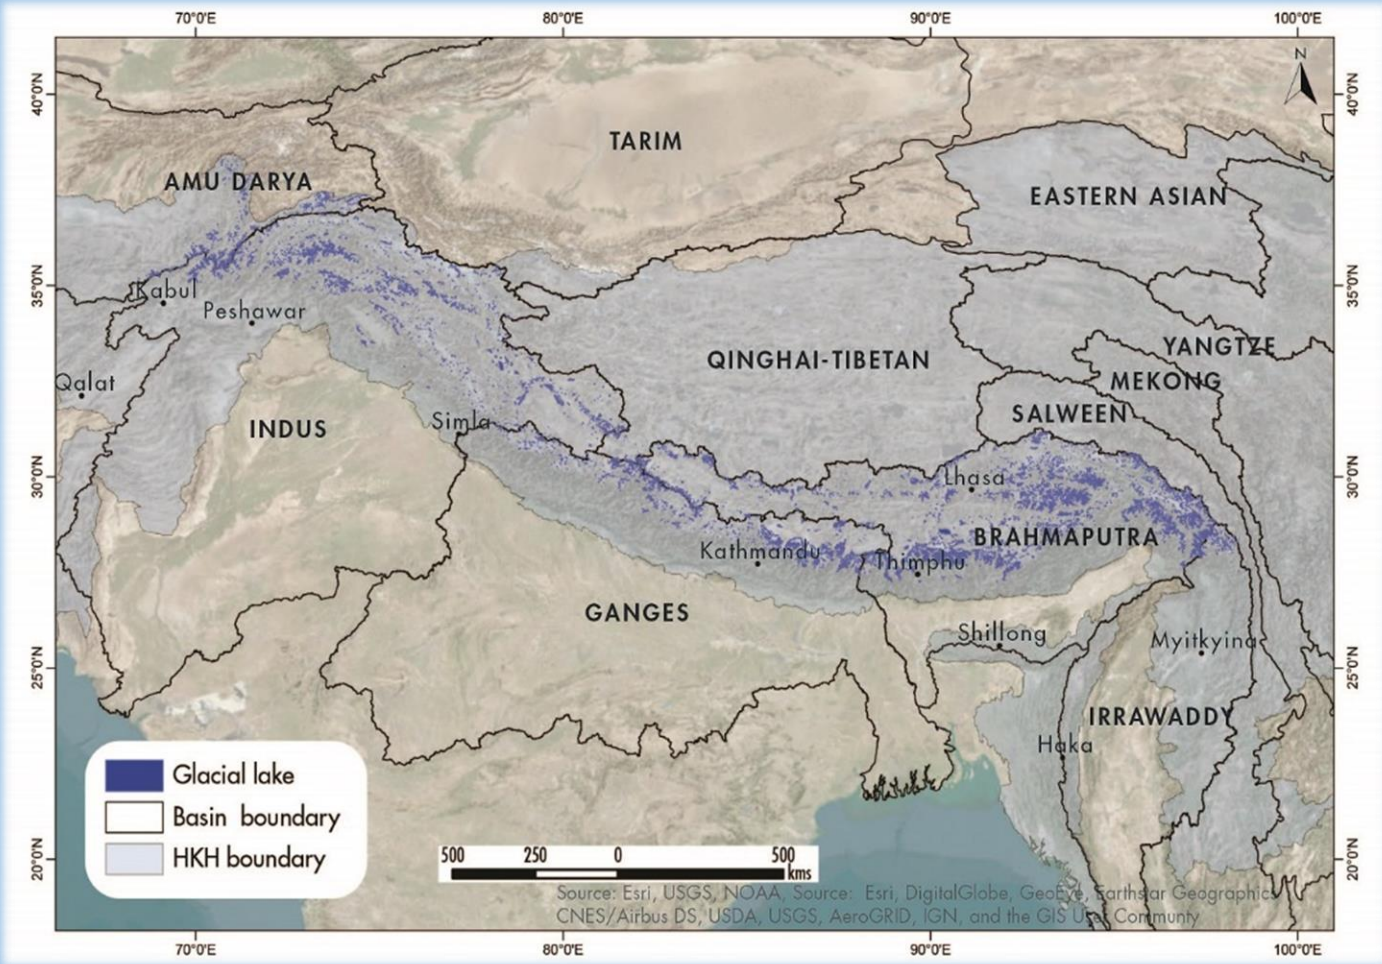 70°0'E 80°0'E 90°0'E 100°0'E
N
40°0'N 40°0'N
TARIM
AMU DARYA
EASTERN ASIAN
35°0'N 35°0'N
Kabul
Peshawar
YANGTZE
QINGHAI-TIBETAN
MEKONG
Qalat
SALWEEN
Simla
INDUS
30°0'N 30°0'N
Lhasa
BRAHMAPUTRA
Kathmandu
Thimphu
GANGES
Shillong
Myitkyina
25°0'N 25°0'N
IRRAWADDY
Haka
Glacial lake
Basin boundary
HKH boundary
20°0'N 20°0'N
500 250 0 500
kms
Source: Esri, USGS, NOAA, Source: Esri, DigitalGlobe, GeoEye, Earthstar Geographics
CNES/Airbus DS, USDA, USGS, AeroGRID, IGN, and the GIS User Communty
70°0'E 80°0'E 90°0'E 100°0'E